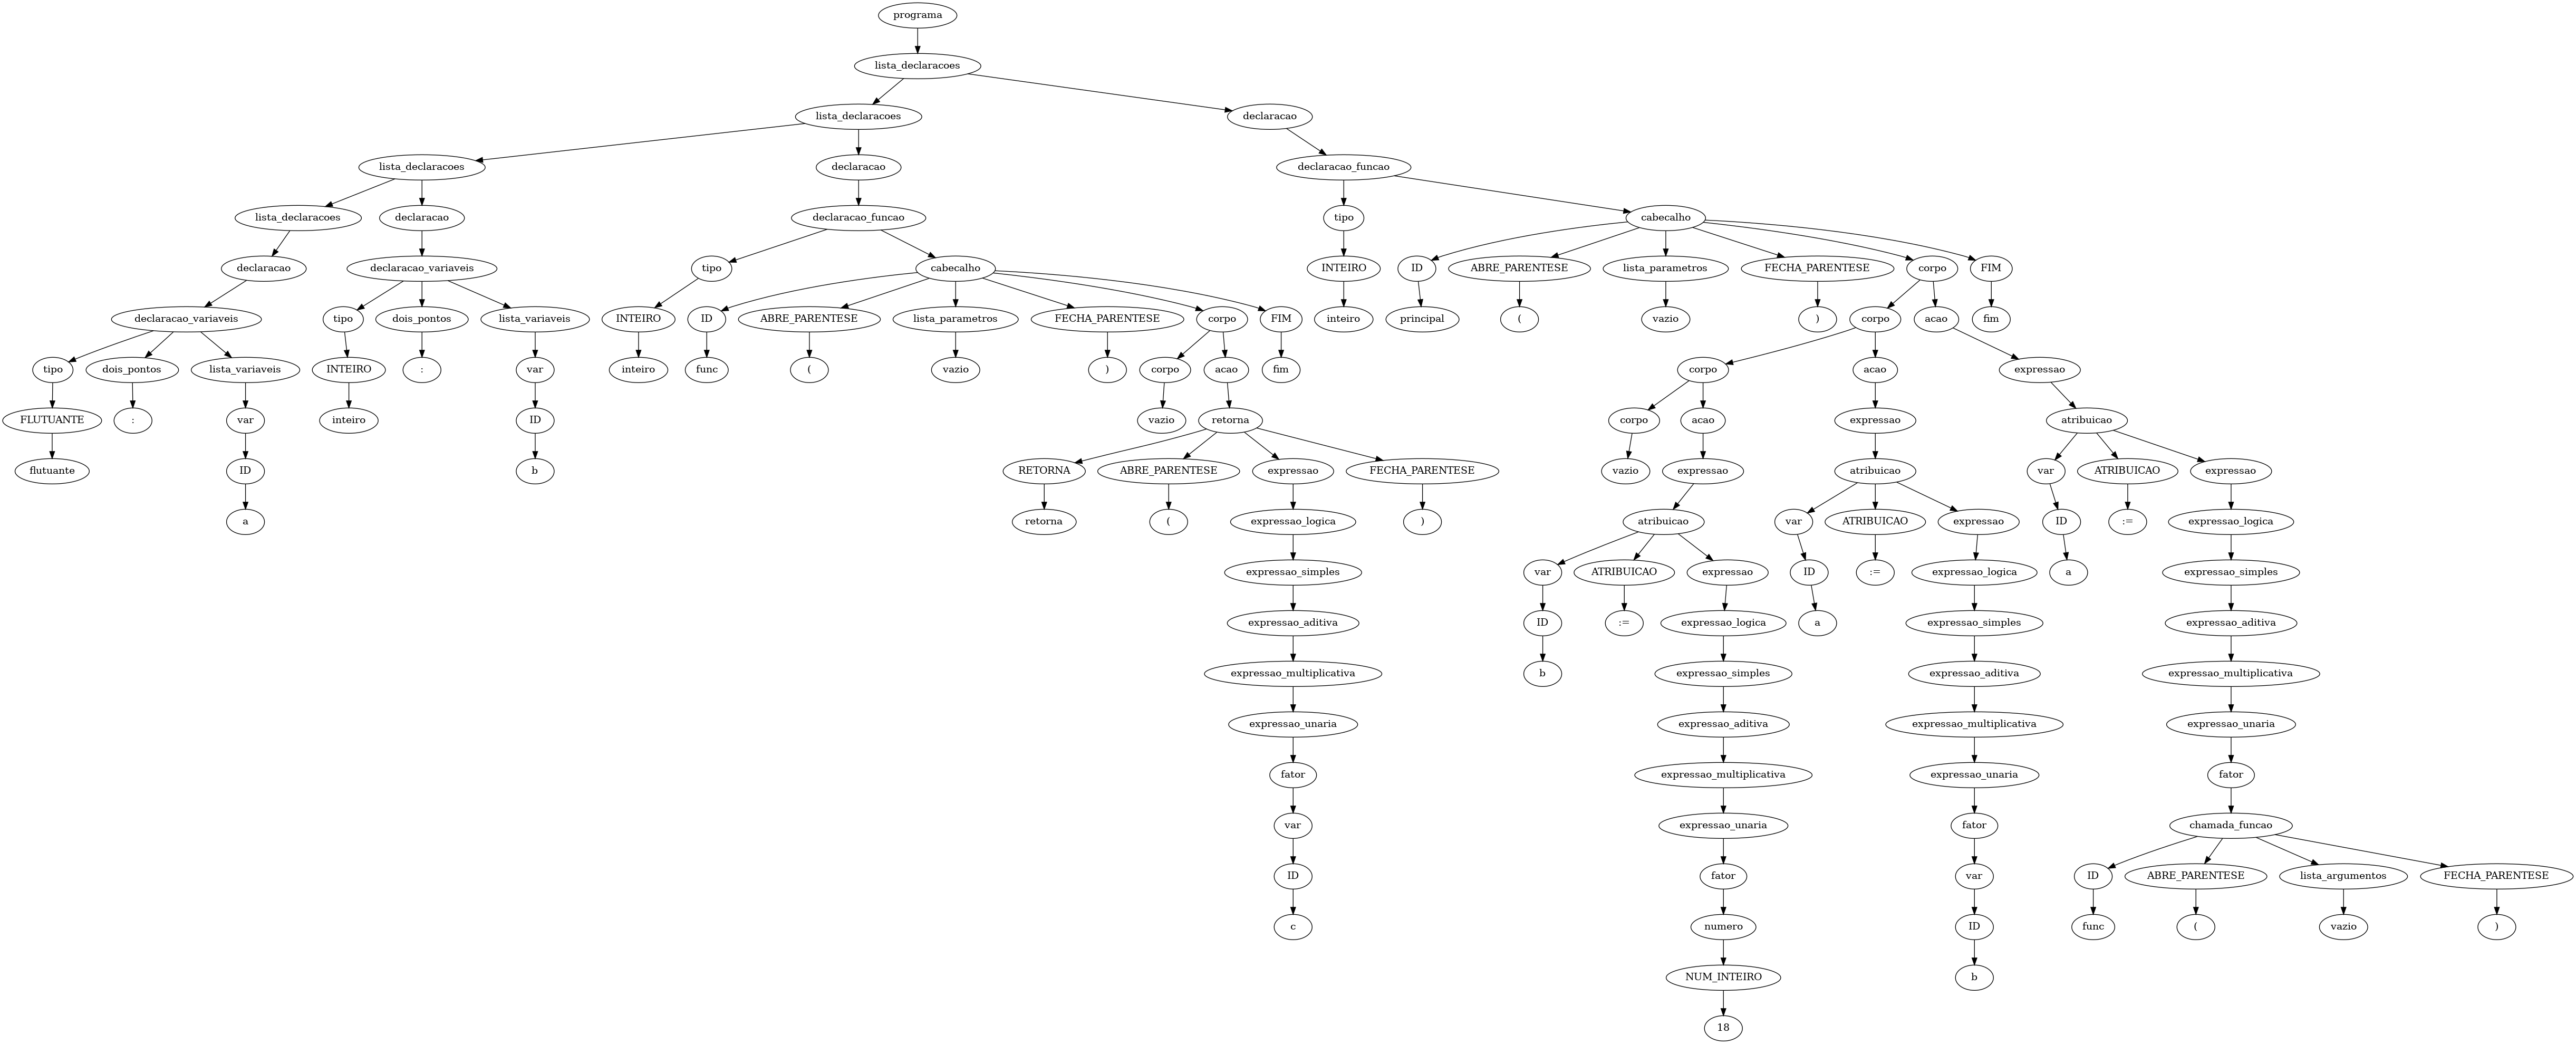 programa
lista_declaracoes
lista_declaracoes declaracao
lista_declaracoes declaracao declaracao_funcao
lista_declaracoes declaracao declaracao_funcao tipo cabecalho
declaracao declaracao_variaveis tipo cabecalho INTEIRO ID ABRE_PARENTESE lista_parametros FECHA_PARENTESE corpo FIM
declaracao_variaveis tipo dois_pontos lista_variaveis INTEIRO ID ABRE_PARENTESE lista_parametros FECHA_PARENTESE corpo FIM inteiro principal ( vazio ) corpo acao fim
tipo dois_pontos lista_variaveis INTEIRO : var inteiro func ( vazio ) corpo acao fim corpo acao expressao
FLUTUANTE : var inteiro ID vazio retorna corpo acao expressao atribuicao
flutuante ID b RETORNA ABRE_PARENTESE expressao FECHA_PARENTESE vazio expressao atribuicao var ATRIBUICAO expressao
a retorna ( expressao_logica ) atribuicao var ATRIBUICAO expressao ID := expressao_logica
expressao_simples var ATRIBUICAO expressao ID := expressao_logica a expressao_simples
expressao_aditiva ID := expressao_logica a expressao_simples expressao_aditiva
expressao_multiplicativa b expressao_simples expressao_aditiva expressao_multiplicativa
expressao_unaria expressao_aditiva expressao_multiplicativa expressao_unaria
fator expressao_multiplicativa expressao_unaria fator
var expressao_unaria fator chamada_funcao
ID fator var ID ABRE_PARENTESE lista_argumentos FECHA_PARENTESE
c numero ID func ( vazio )
NUM_INTEIRO b
18